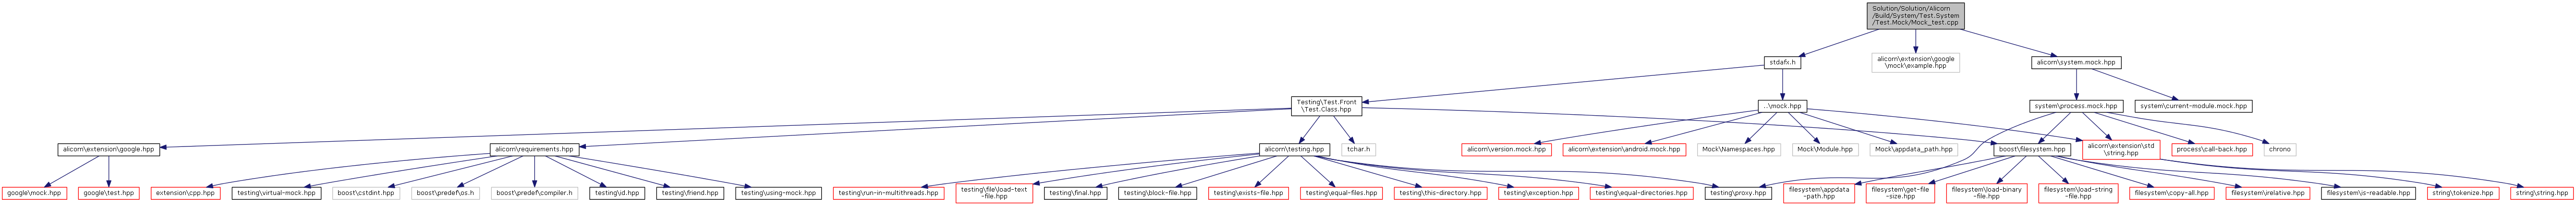 Solution/Solution/Alicorn
/Build/System/Test.System
/Test.Mock/Mock_test.cpp
stdafx.h
alicorn\extension\google
\mock\example.hpp
alicorn\system.mock.hpp
Testing\Test.Front
\Test.Class.hpp
...\mock.hpp
system\process.mock.hpp
system\current-module.mock.hpp
alicorn\extension\google.hpp
alicorn\requirements.hpp
alicorn\testing.hpp
tchar.h
alicorn\version.mock.hpp
alicorn\extension\android.mock.hpp
Mock\Namespaces.hpp
Mock\Module.hpp
Mock\appdata_path.hpp
boost\filesystem.hpp
alicorn\extension\std
\string.hpp
process\call-back.hpp
chrono
google\mock.hpp
google\test.hpp
extension\cpp.hpp
testing\virtual-mock.hpp
boost\cstdint.hpp
boost\predef\os.h
boost\predef\compiler.h
testing\id.hpp
testing\friend.hpp
testing\using-mock.hpp
testing\run-in-multithreads.hpp
testing\file\load-text
-file.hpp
testing\final.hpp
testing\block-file.hpp
testing\exists-file.hpp
testing\equal-files.hpp
testing\this-directory.hpp
testing\exception.hpp
testing\equal-directories.hpp
testing\proxy.hpp
filesystem\appdata
-path.hpp
filesystem\get-file
-size.hpp
filesystem\load-binary
-file.hpp
filesystem\load-string
-file.hpp
filesystem\copy-all.hpp
filesystem\relative.hpp
filesystem\is-readable.hpp
string\tokenize.hpp
string\string.hpp